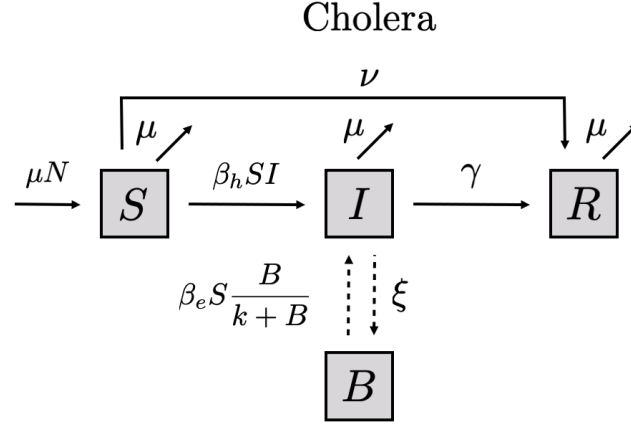 Cholera
ν
μ μ μ
μN β_h SI γ
S I R
β_e S B/(k + B) ξ
B